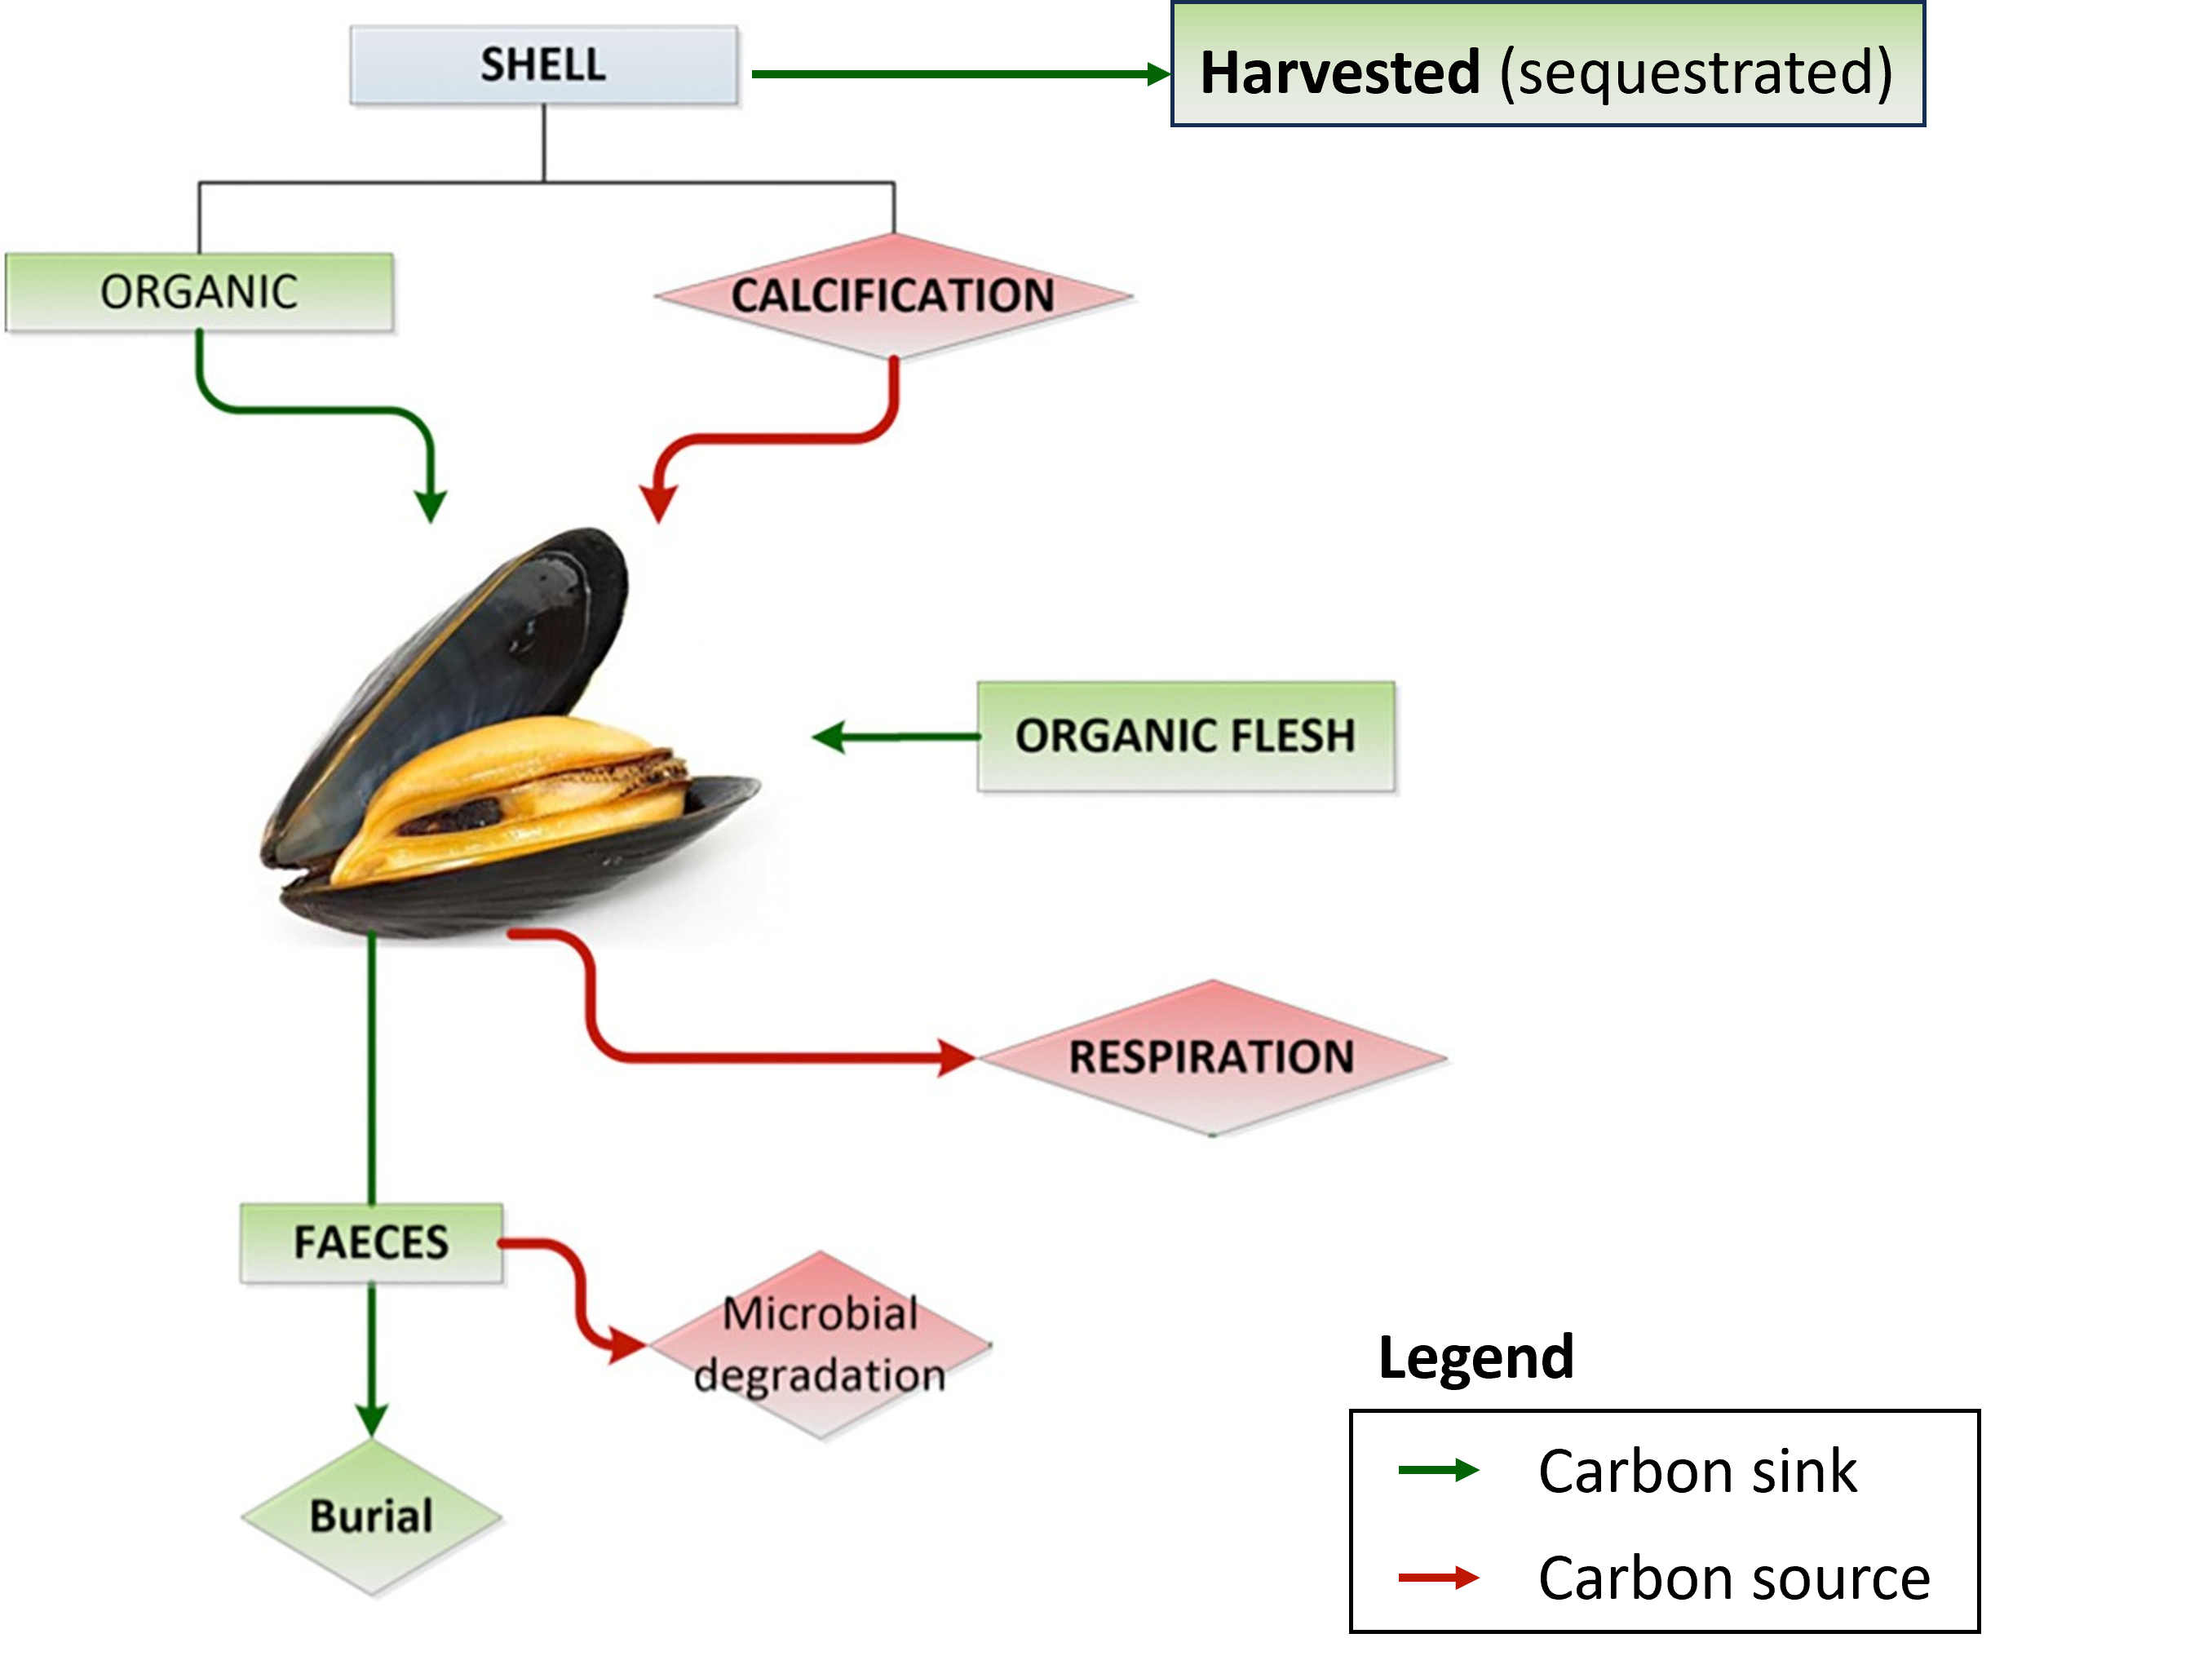 SHELL
Harvested (sequestrated)
ORGANIC
CALCIFICATION
ORGANIC FLESH
RESPIRATION
FAECES
Microbial
degradation
Burial
Legend
Carbon sink
Carbon source